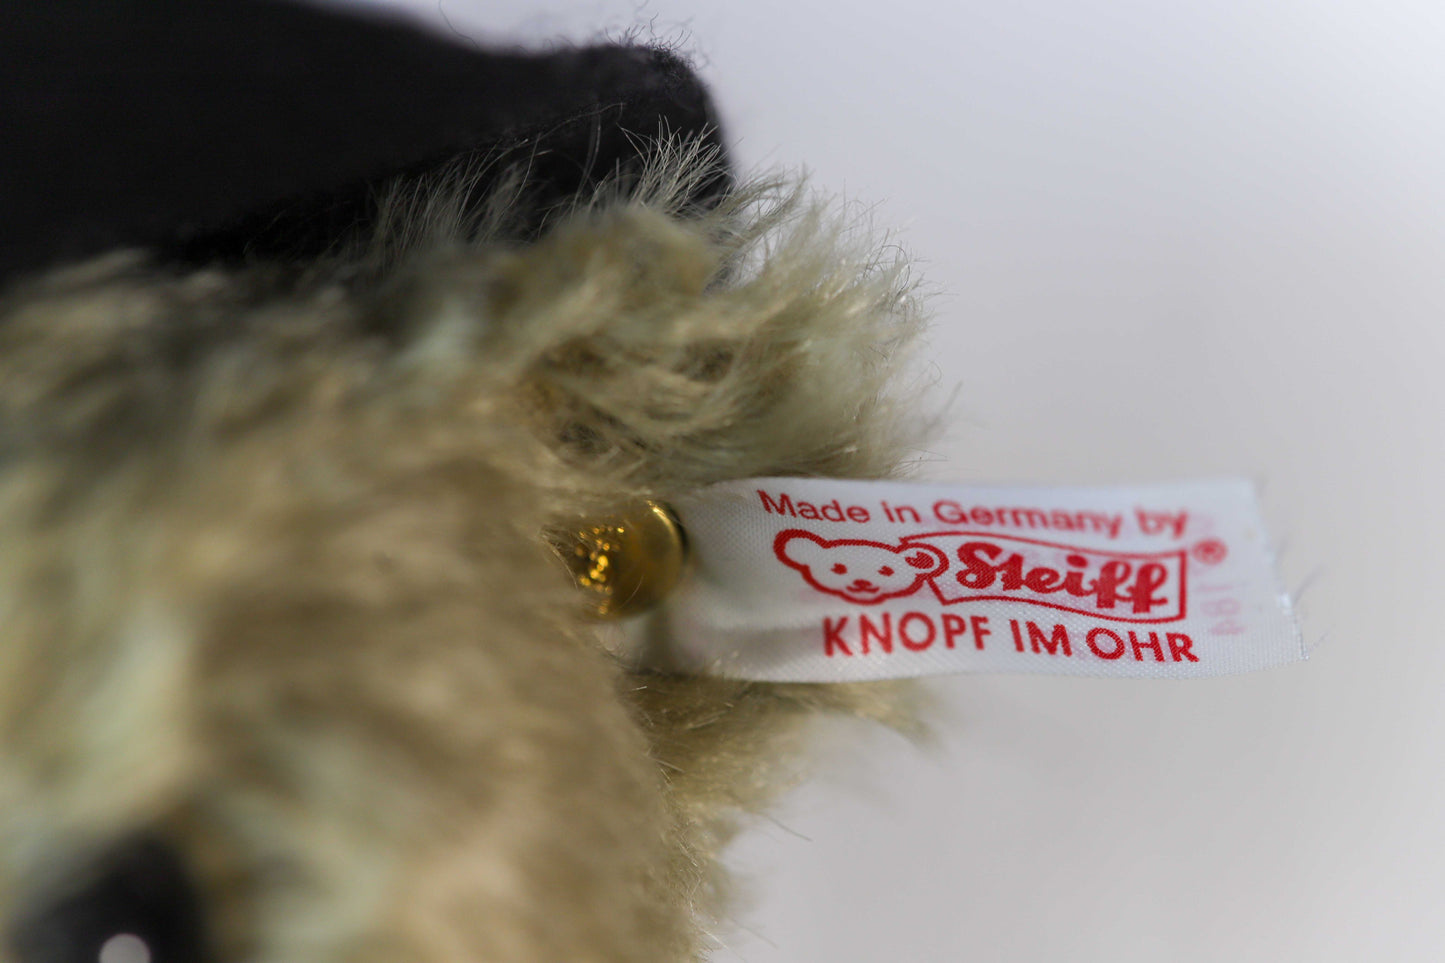 Made in Germany by
Steiff®
KNOPF IM OHR